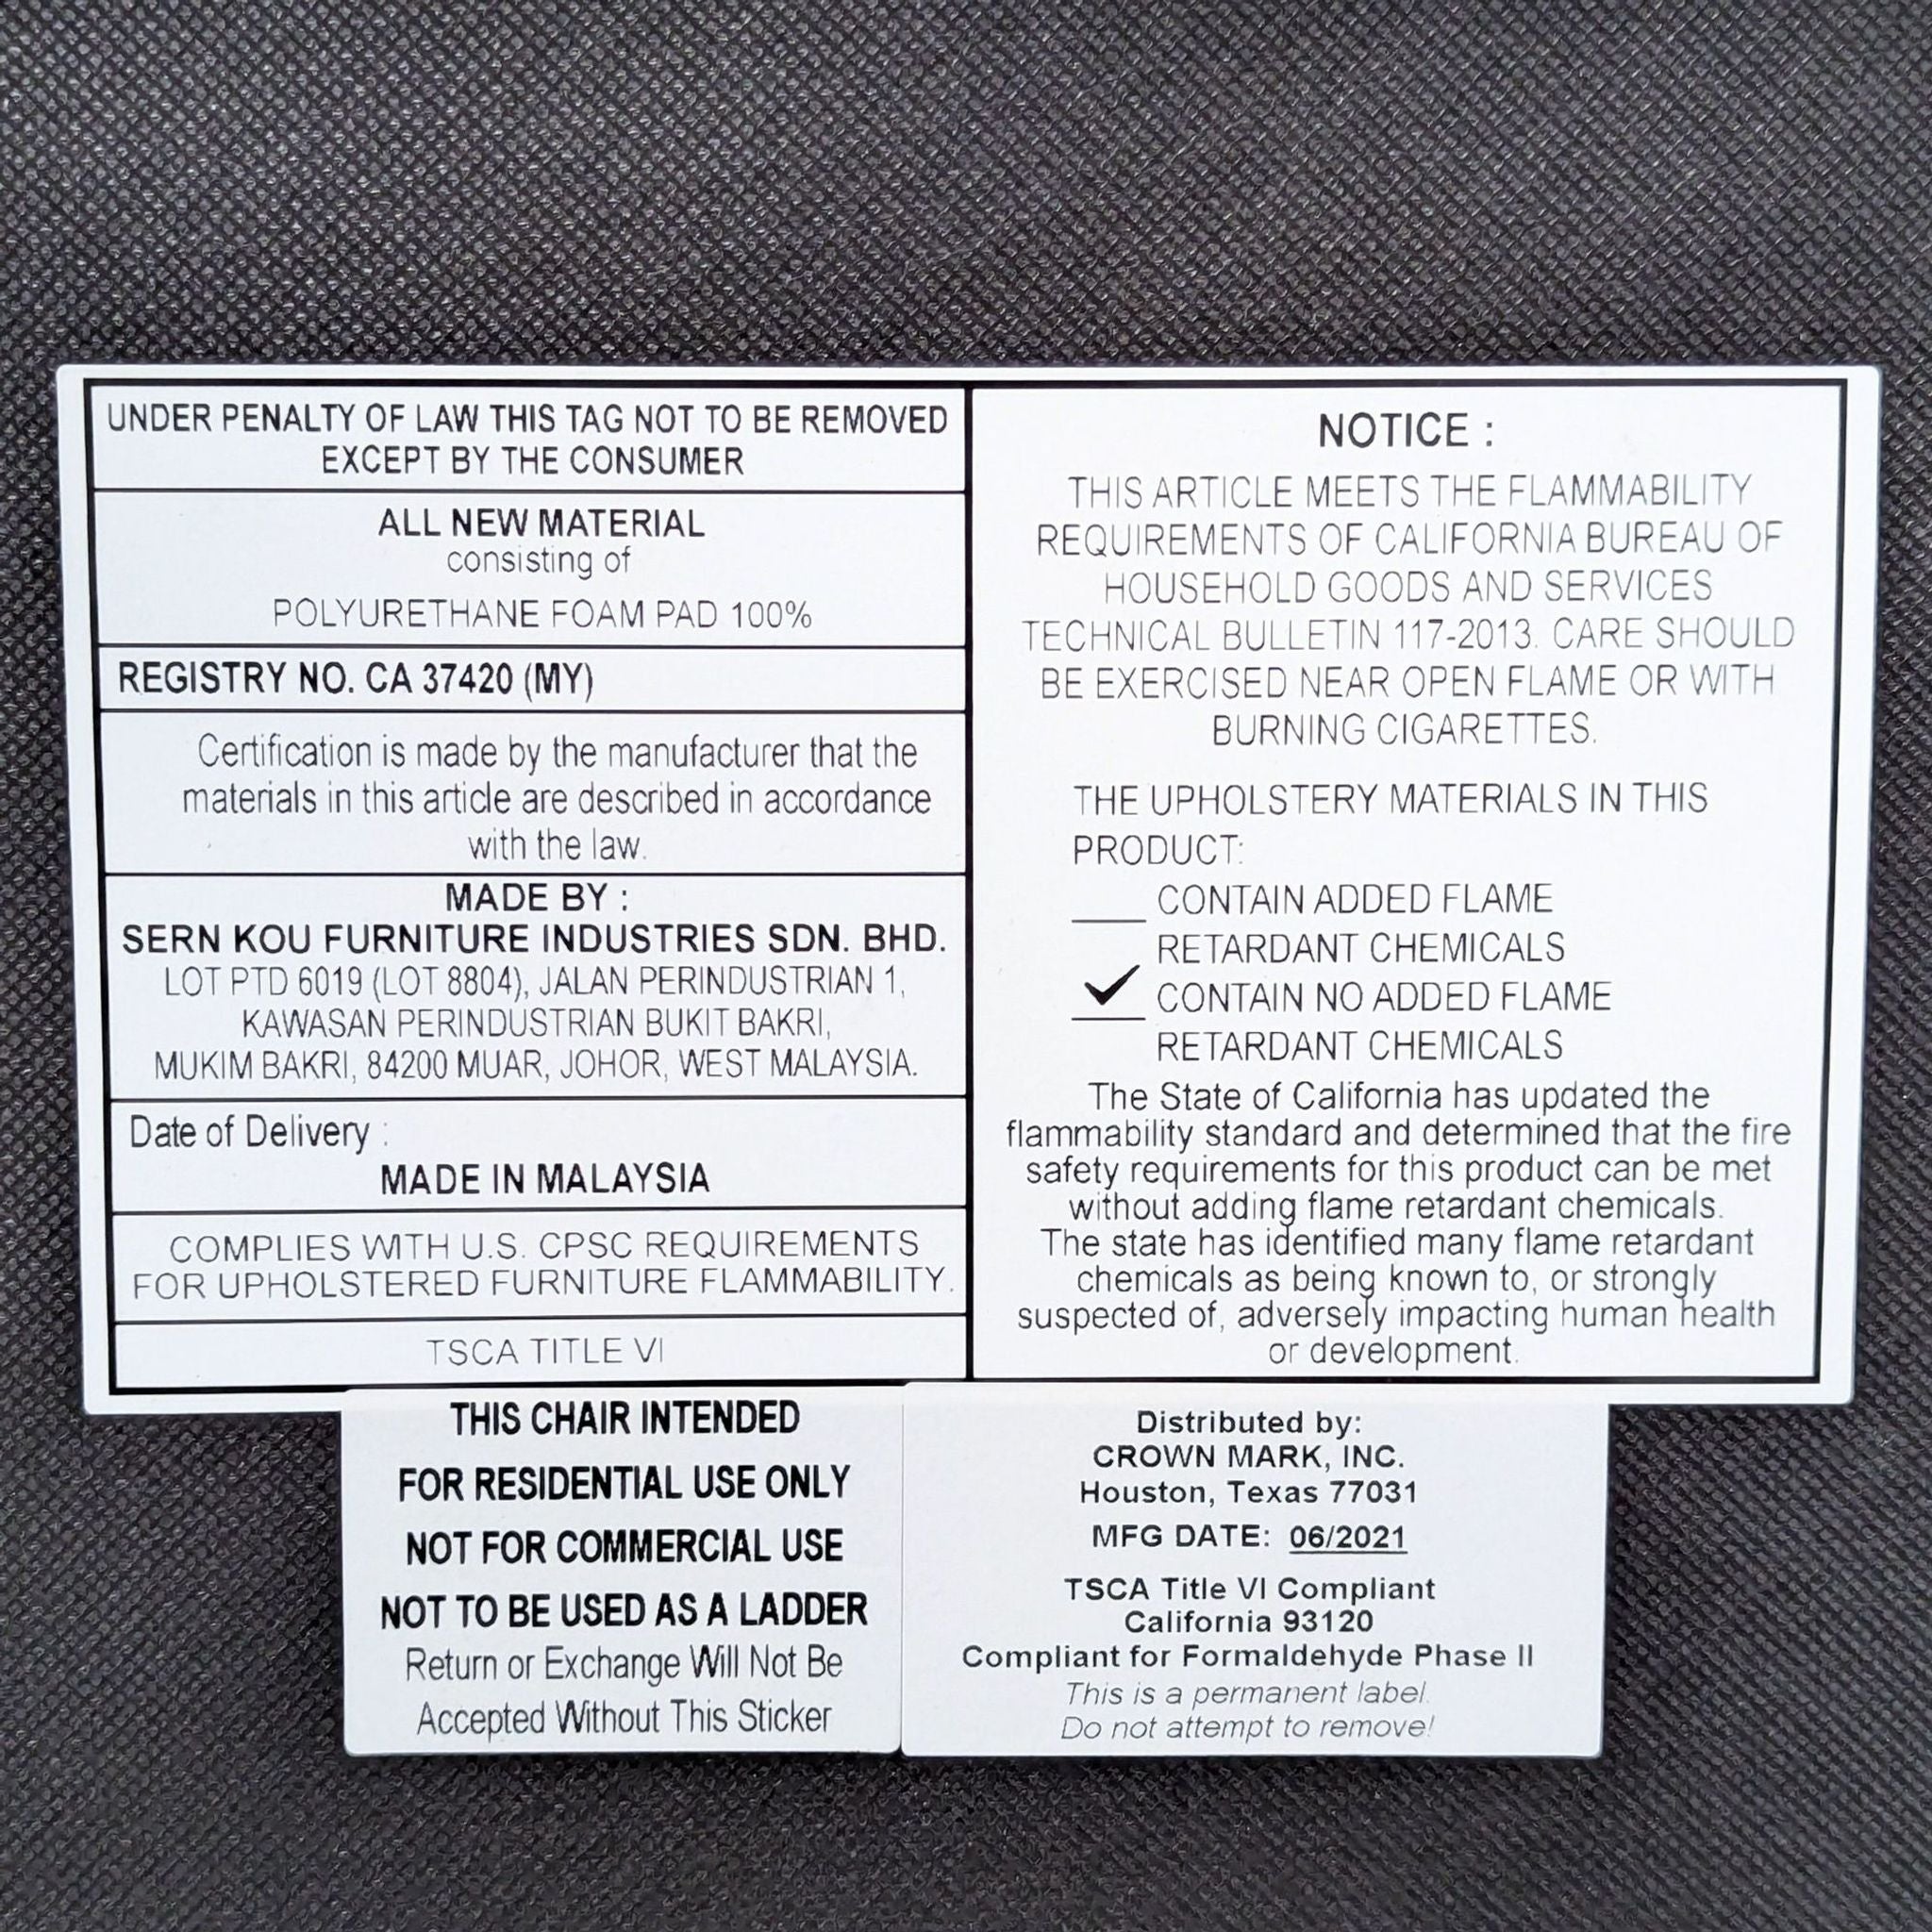 UNDER PENALTY OF LAW THIS TAG NOT TO BE REMOVED
EXCEPT BY THE CONSUMER
ALL NEW MATERIAL
consisting of
POLYURETHANE FOAM PAD 100%
REGISTRY NO. CA 37420 (MY)
Certification is made by the manufacturer that the
materials in this article are described in accordance
with the law.
MADE BY :
SERN KOU FURNITURE INDUSTRIES SDN. BHD.
LOT PTD 6019 (LOT 8804), JALAN PERINDUSTRIAN 1,
KAWASAN PERINDUSTRIAN BUKIT BAKRI,
MUKIM BAKRI, 84200 MUAR, JOHOR, WEST MALAYSIA.
Date of Delivery :
MADE IN MALAYSIA
COMPLIES WITH U.S. CPSC REQUIREMENTS
FOR UPHOLSTERED FURNITURE FLAMMABILITY.
TSCA TITLE VI
NOTICE :
THIS ARTICLE MEETS THE FLAMMABILITY
REQUIREMENTS OF CALIFORNIA BUREAU OF
HOUSEHOLD GOODS AND SERVICES
TECHNICAL BULLETIN 117-2013. CARE SHOULD
BE EXERCISED NEAR OPEN FLAME OR WITH
BURNING CIGARETTES.
THE UPHOLSTERY MATERIALS IN THIS
PRODUCT:
___ CONTAIN ADDED FLAME
RETARDANT CHEMICALS
✓ CONTAIN NO ADDED FLAME
RETARDANT CHEMICALS
The State of California has updated the
flammability standard and determined that the fire
safety requirements for this product can be met
without adding flame retardant chemicals.
The state has identified many flame retardant
chemicals as being known to, or strongly
suspected of, adversely impacting human health
or development.
THIS CHAIR INTENDED
FOR RESIDENTIAL USE ONLY
NOT FOR COMMERCIAL USE
NOT TO BE USED AS A LADDER
Return or Exchange Will Not Be
Accepted Without This Sticker
Distributed by:
CROWN MARK, INC.
Houston, Texas 77031
MFG DATE: 06/2021
TSCA Title VI Compliant
California 93120
Compliant for Formaldehyde Phase II
This is a permanent label.
Do not attempt to remove!